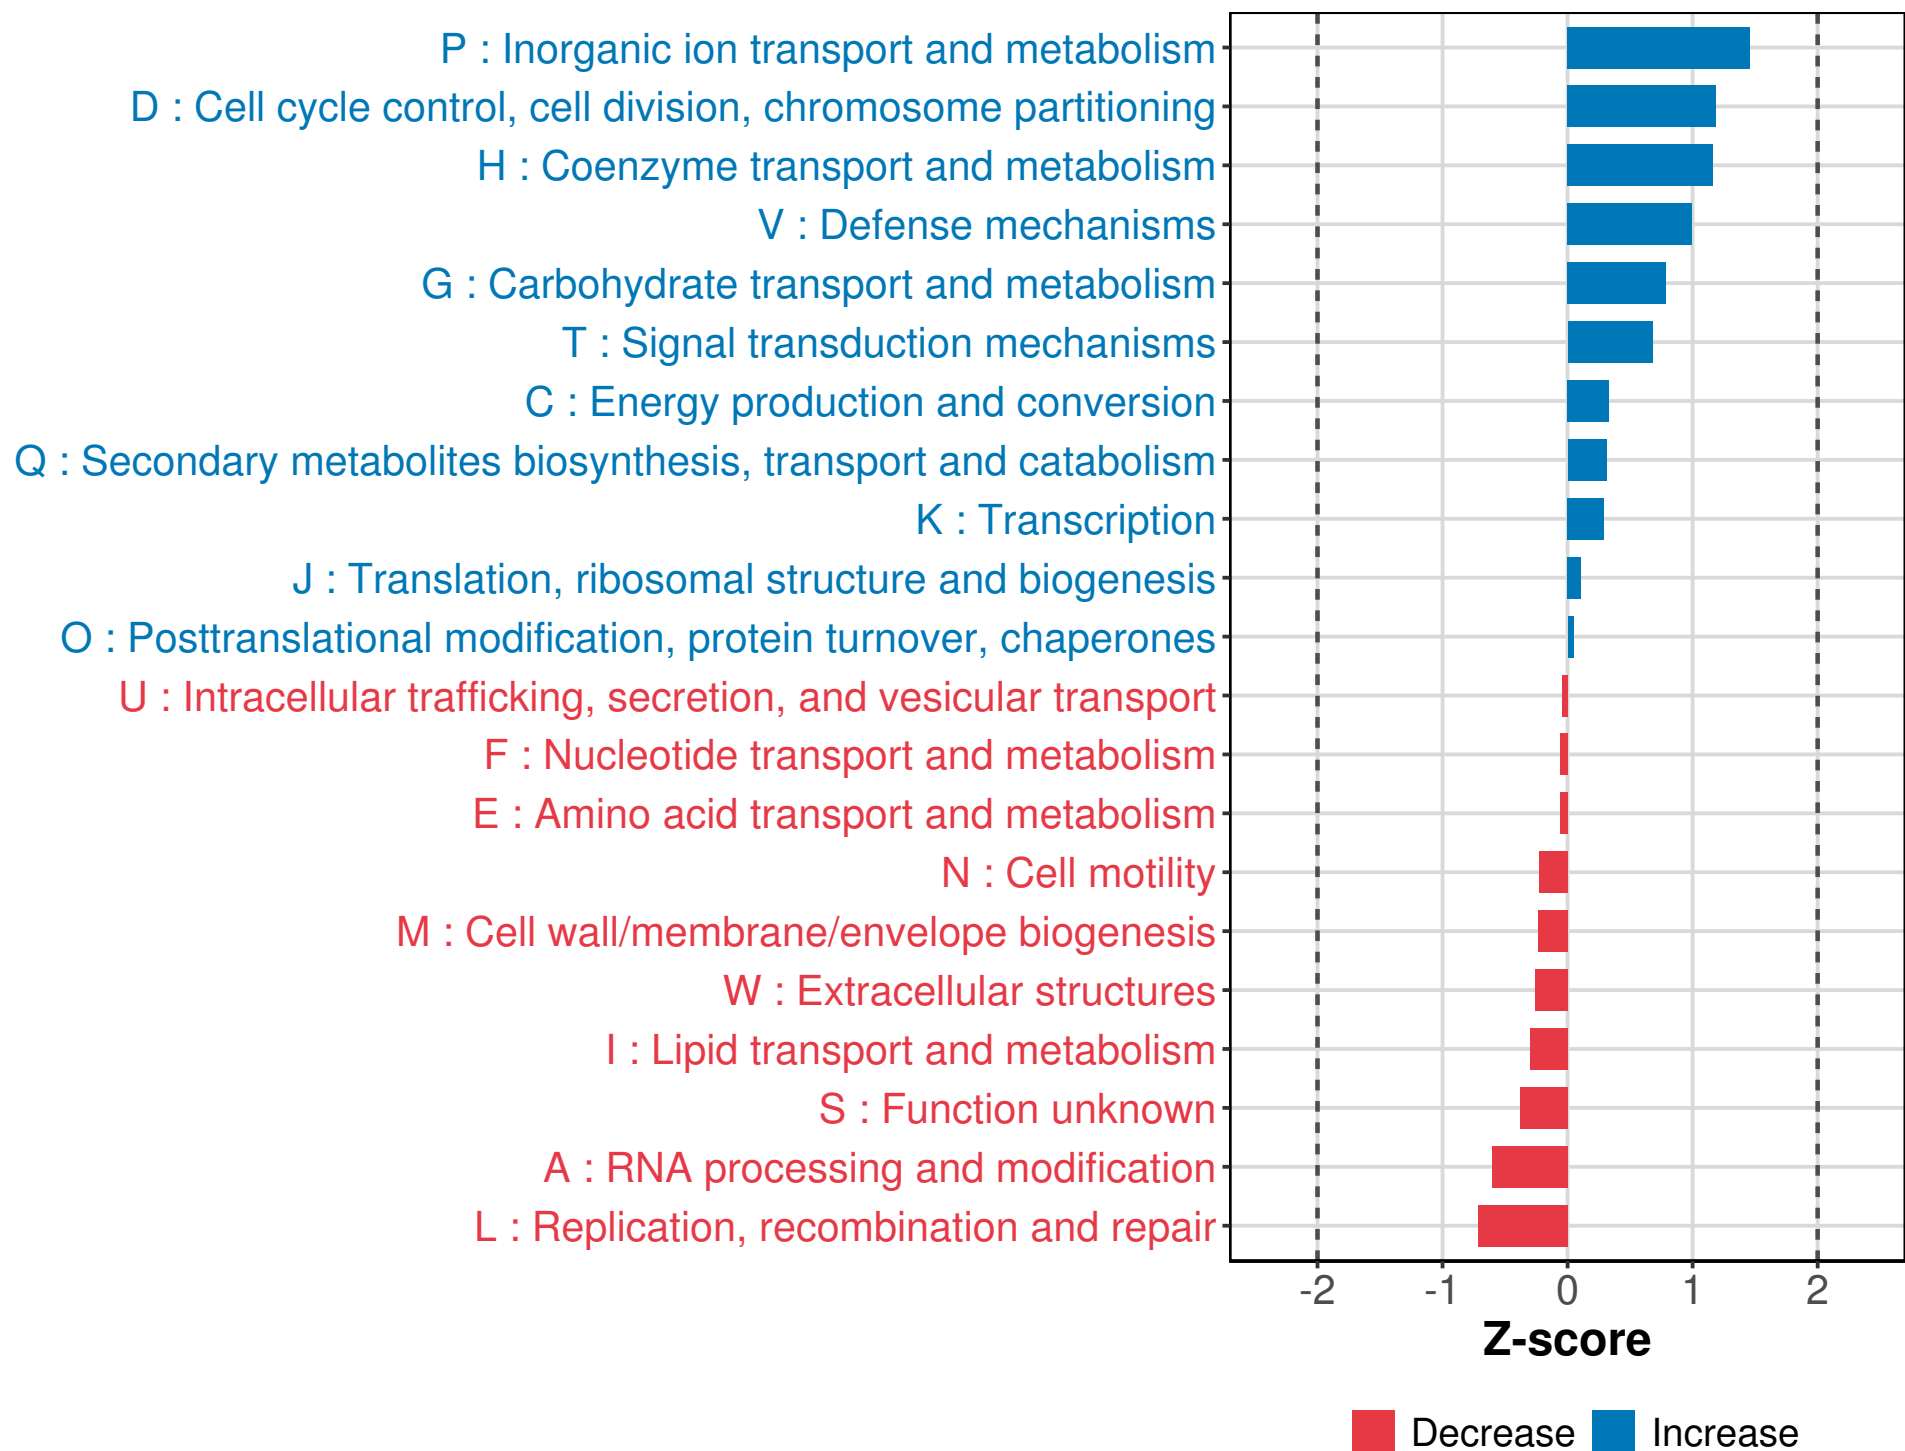 P : Inorganic ion transport and metabolism
D : Cell cycle control, cell division, chromosome partitioning
H : Coenzyme transport and metabolism
V : Defense mechanisms
G : Carbohydrate transport and metabolism
T : Signal transduction mechanisms
C : Energy production and conversion
Q : Secondary metabolites biosynthesis, transport and catabolism
K : Transcription
J : Translation, ribosomal structure and biogenesis
O : Posttranslational modification, protein turnover, chaperones
U : Intracellular trafficking, secretion, and vesicular transport
F : Nucleotide transport and metabolism
E : Amino acid transport and metabolism
N : Cell motility
M : Cell wall/membrane/envelope biogenesis
W : Extracellular structures
I : Lipid transport and metabolism
S : Function unknown
A : RNA processing and modification
L : Replication, recombination and repair
-2 -1 0 1 2
Z-score
Decrease Increase